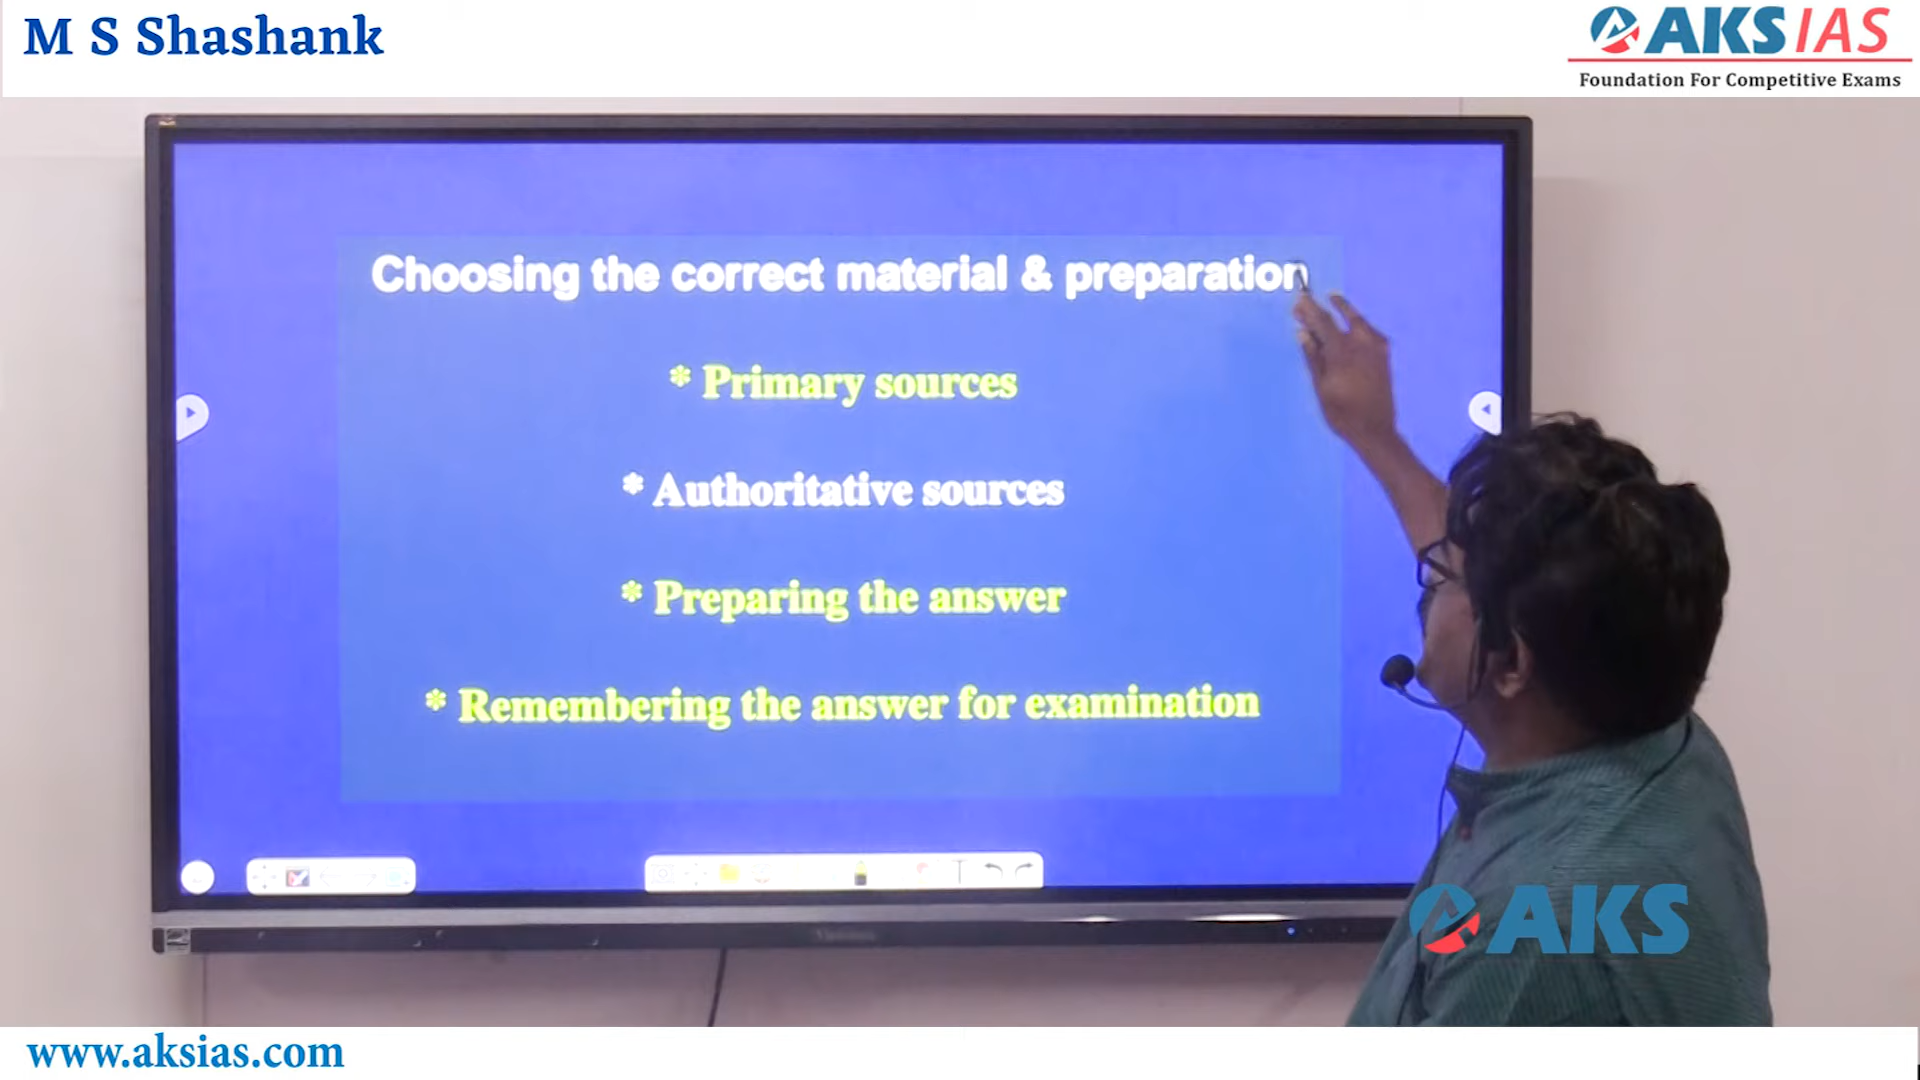 M S Shashank
AKS IAS
Foundation For Competitive Exams
Choosing the correct material & preparation
* Primary sources
* Authoritative sources
* Preparing the answer
* Remembering the answer for examination
AKS
www.aksias.com